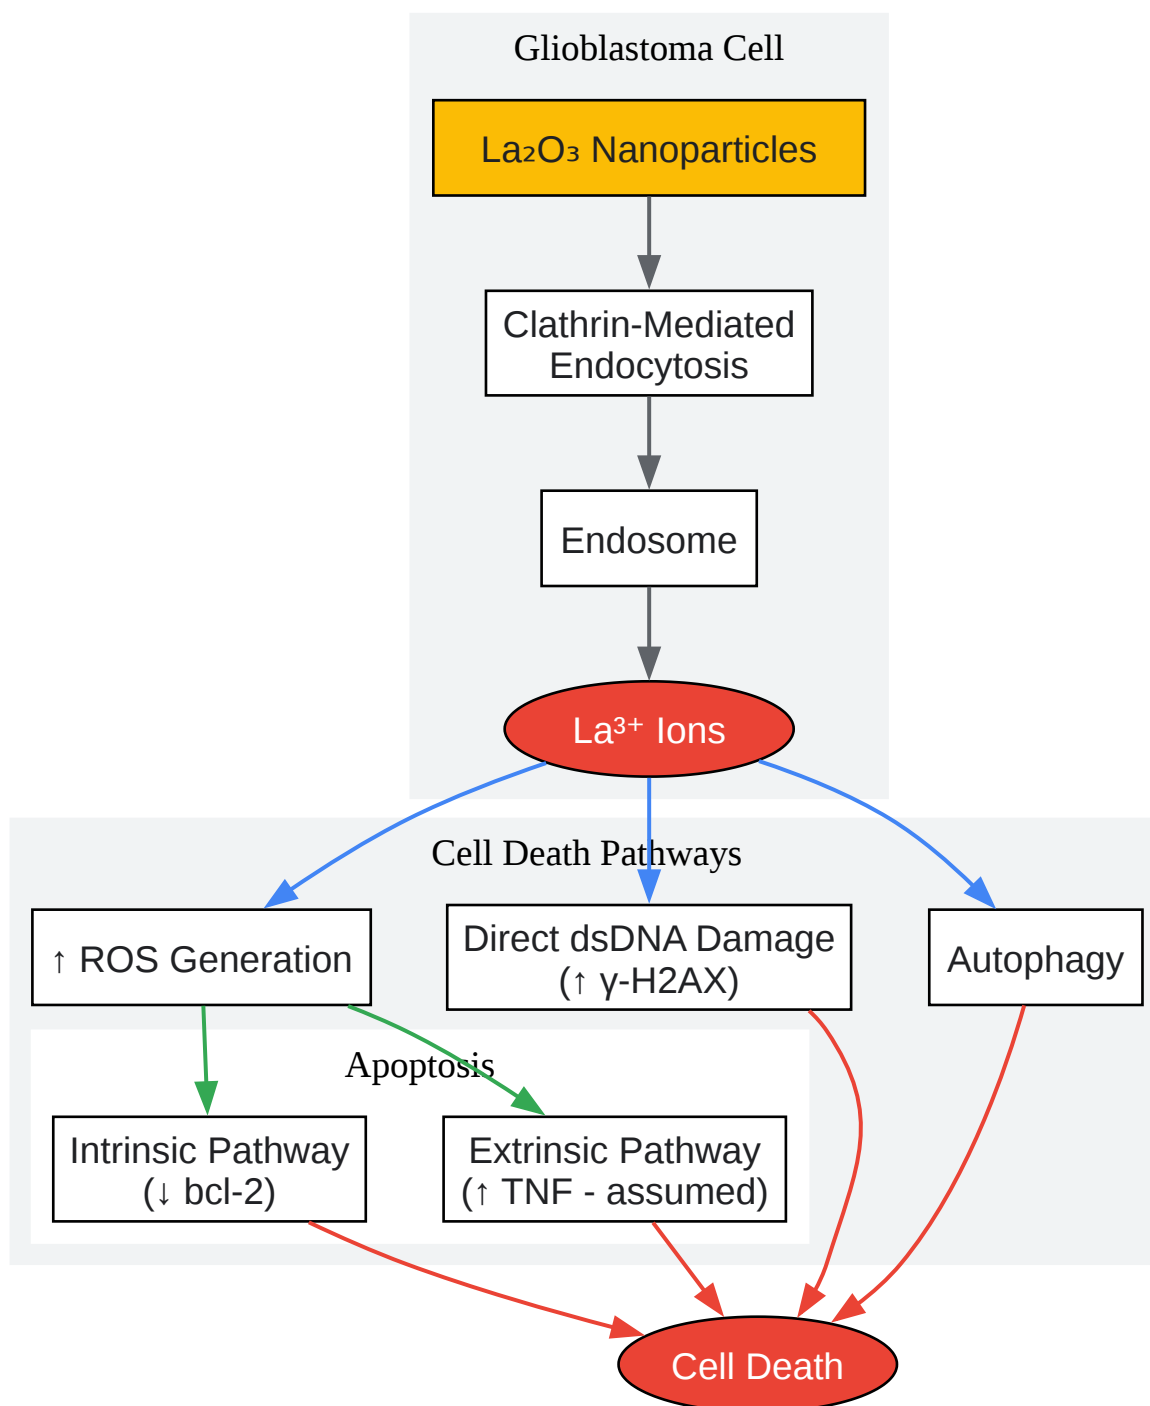 Glioblastoma Cell
La₂O₃ Nanoparticles
Clathrin-Mediated
Endocytosis
Endosome
La³⁺ Ions
Cell Death Pathways
↑ ROS Generation
Direct dsDNA Damage
(↑ γ-H2AX)
Autophagy
Apoptosis
Intrinsic Pathway
(↓ bcl-2)
Extrinsic Pathway
(↑ TNF - assumed)
Cell Death